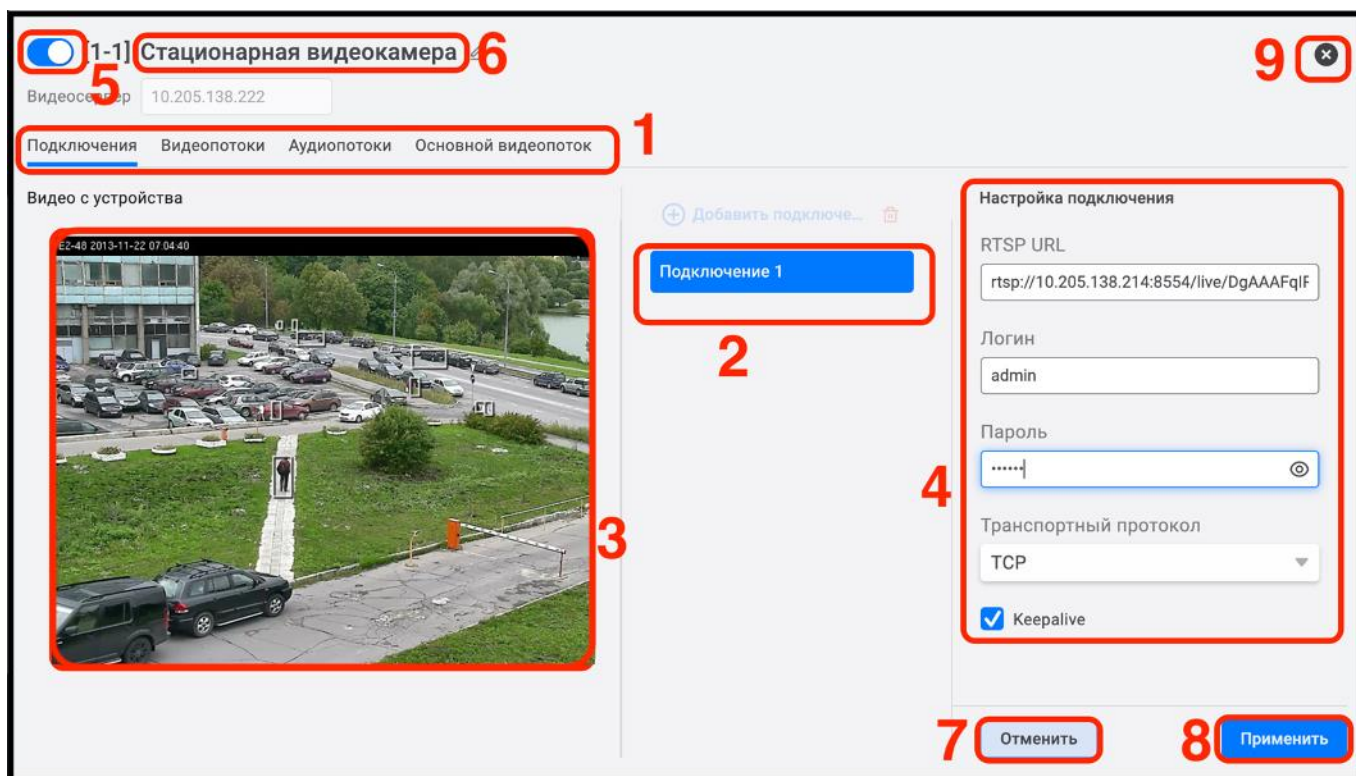 [1-1] Стационарная видеокамера 6
9
5
Видеосервер 10.205.138.222
Подключения Видеопотоки Аудиопотоки Основной видеопоток
1
Видео с устройства
Добавить подключе...
Настройка подключения
E2-48 2013-11-22 07:04:40
RTSP URL
Подключение 1
rtsp://10.205.138.214:8554/live/DgAAAFqlF
2
Логин
admin
Пароль
••••••
4
3
Транспортный протокол
TCP
Keepalive
7
Отменить
8
Применить